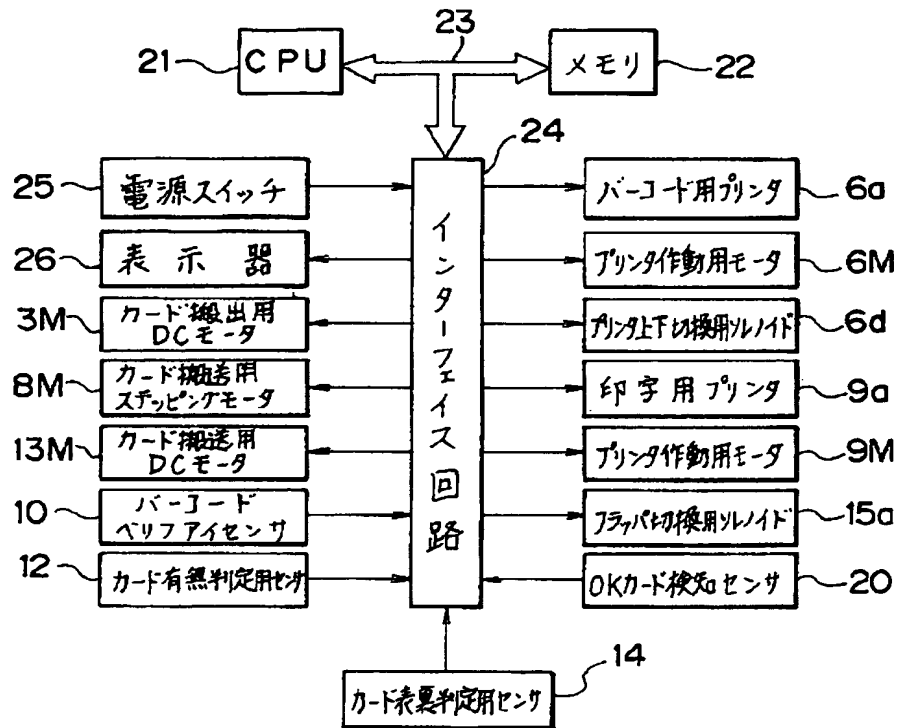 23
21 CPU メモリ 22
24
25 電源スイッチ
26 表示器
3M カード搬出用
DCモータ
8M カード搬送用
ステッピングモータ
13M カード搬送用
DCモータ
10 バーコード
ベリファイセンサ
12 カード有無判定用センサ
インターフェイス回路
バーコード用プリンタ 6a
プリンタ作動用モータ 6M
プリンタ上下切換用ソレノイド 6d
印字用プリンタ 9a
プリンタ作動用モータ 9M
フラッパ切換用ソレノイド 15a
OKカード検知センサ 20
カード表裏判定用センサ 14